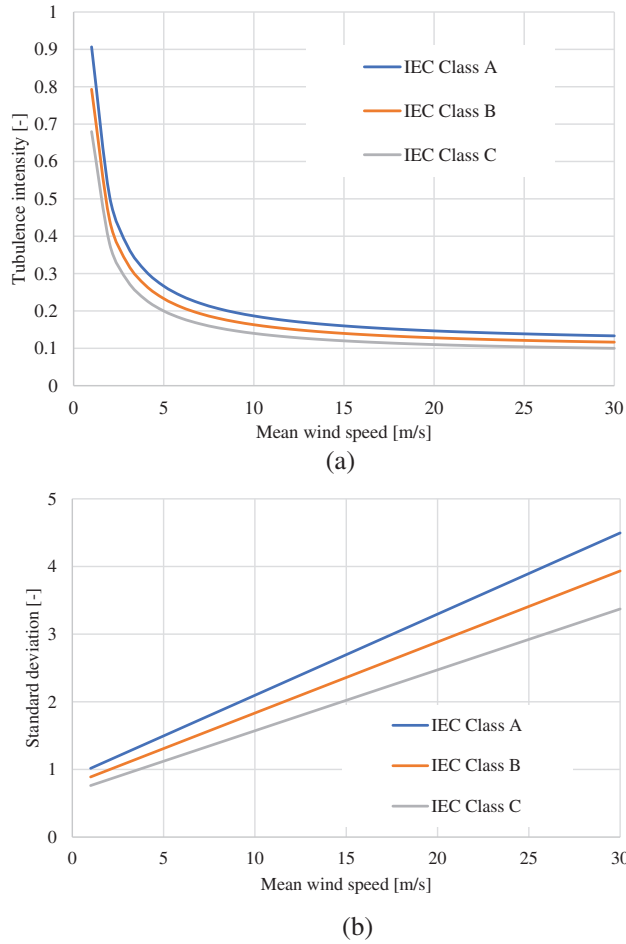 1
0.9
0.8
0.7
0.6
0.5
0.4
0.3
0.2
0.1
0
Tubulence intensity [-]
IEC Class A
IEC Class B
IEC Class C
0 5 10 15 20 25 30
Mean wind speed [m/s]
(a)
5
4
3
2
1
0
Standard deviation [-]
IEC Class A
IEC Class B
IEC Class C
0 5 10 15 20 25 30
Mean wind speed [m/s]
(b)